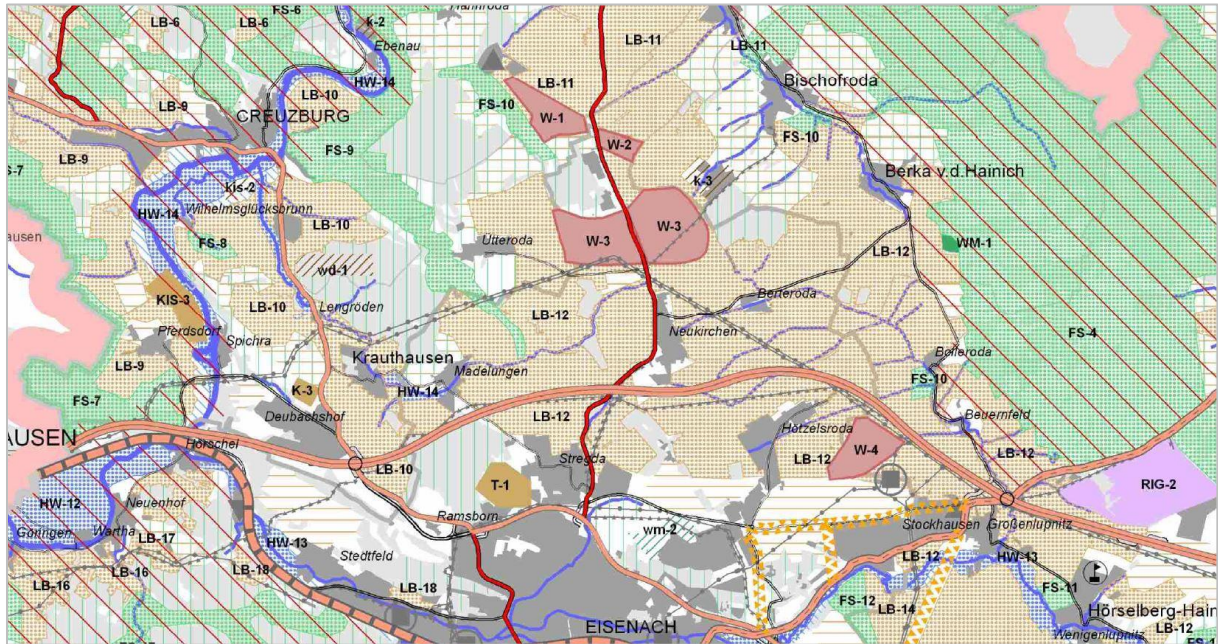 FS-6
k-2
Hahnroda
LB-6
LB-6
Ebenau
LB-11
LB-11
HW-14
LB-11
Bischofroda
LB-10
LB-9
CREUZBURG
FS-10
W-1
FS-10
W-2
FS-9
LB-9
S-7
kis-2
k-3
Berka v.d.Hainich
HW-14
Wilhelmsglücksbrunn
LB-10
W-3
W-3
ausen
FS-8
Ütteroda
LB-12
WM-1
wd-1
KIS-3
LB-10
Lengröden
LB-12
Berteroda
Pferdsdorf
Spichra
Neukirchen
FS-4
LB-9
Krauthausen
Madelungen
Bolleroda
FS-10
K-3
HW-14
FS-7
Deubachshof
LB-12
Beuernfeld
AUSEN
Hötzelsroda
Hörschel
LB-10
Stregda
LB-12
W-4
LB-12
T-1
RIG-2
HW-12
Neuenhof
Ramsborn
Stockhausen
Großenlupnitz
Göringen
Wartha
HW-13
wm-2
LB-17
Stedtfeld
LB-12
HW-13
LB-16
LB-18
LB-16
LB-18
FS-12
LB-14
FS-11
Hörselberg-Hain
EISENACH
LB-12
Wenigenlupnitz